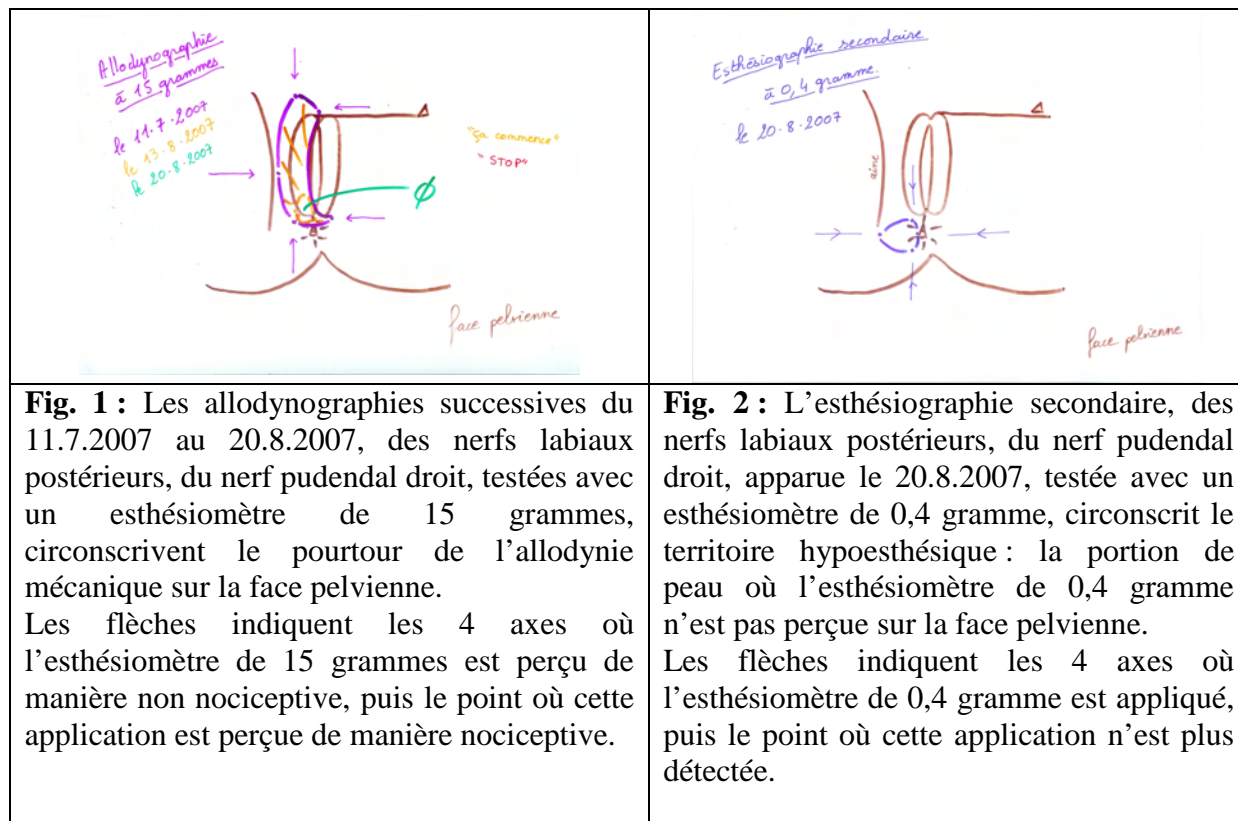 Allodynographie
à 15 grammes
le 11.7.2007
le 13.8.2007
le 20.8.2007
Δ
"ça commence"
"STOP"
Ø
Δ
face pelvienne
Esthésiographie secondaire
à 0,4 gramme.
le 20.8.2007
Δ
aine
Δ
face pelvienne
Fig. 1 : Les allodynographies successives du
11.7.2007 au 20.8.2007, des nerfs labiaux
postérieurs, du nerf pudendal droit, testées avec
un esthésiomètre de 15 grammes,
circonscrivent le pourtour de l'allodynie
mécanique sur la face pelvienne.
Les flèches indiquent les 4 axes où
l'esthésiomètre de 15 grammes est perçu de
manière non nociceptive, puis le point où cette
application est perçue de manière nociceptive.
Fig. 2 : L'esthésiographie secondaire, des
nerfs labiaux postérieurs, du nerf pudendal
droit, apparue le 20.8.2007, testée avec un
esthésiomètre de 0,4 gramme, circonscrit le
territoire hypoesthésique : la portion de
peau où l'esthésiomètre de 0,4 gramme
n'est pas perçue sur la face pelvienne.
Les flèches indiquent les 4 axes où
l'esthésiomètre de 0,4 gramme est appliqué,
puis le point où cette application n'est plus
détectée.